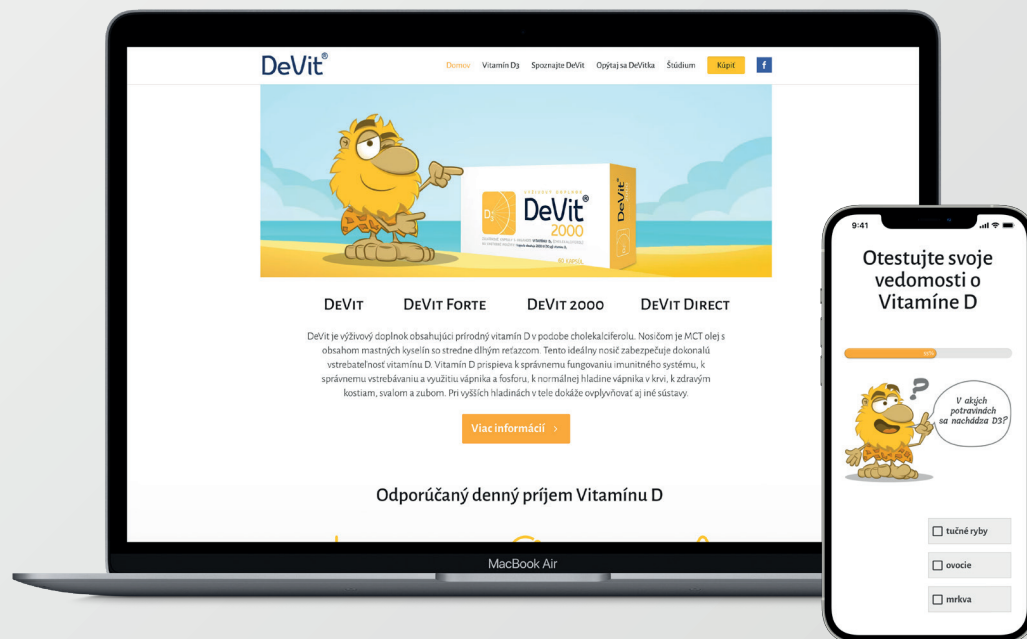 DeVit®
Domov Vitamín D3 Spoznajte DeVit Opýtaj sa DeVitka Štúdium Kúpiť f
VÝŽIVOVÝ DOPLNOK
D3
DeVit®
2000
60 KAPSÚL
DeVit®
DeVit DeVit Forte DeVit 2000 DeVit Direct
DeVit je výživový doplnok obsahujúci prírodný vitamín D v podobe cholekalciferolu. Nosičom je MCT olej s
obsahom mastných kyselín so stredne dlhým reťazcom. Tento ideálny nosič zabezpečuje dokonalú
vstrebateľnosť vitamínu D. Vitamín D prispieva k správnemu fungovaniu imunitného systému, k
správnemu vstrebávaniu a využitiu vápnika a fosforu, k normálnej hladine vápnika v krvi, k zdravým
kostiam, svalom a zubom. Pri vyšších hladinách v tele dokáže ovplyvňovať aj iné sústavy.
Viac informácií >
Odporúčaný denný príjem Vitamínu D
MacBook Air
9:41
Otestujte svoje
vedomosti o
Vitamíne D
?
V akých
potravinách
sa nachádza D3?
tučné ryby
ovocie
mrkva